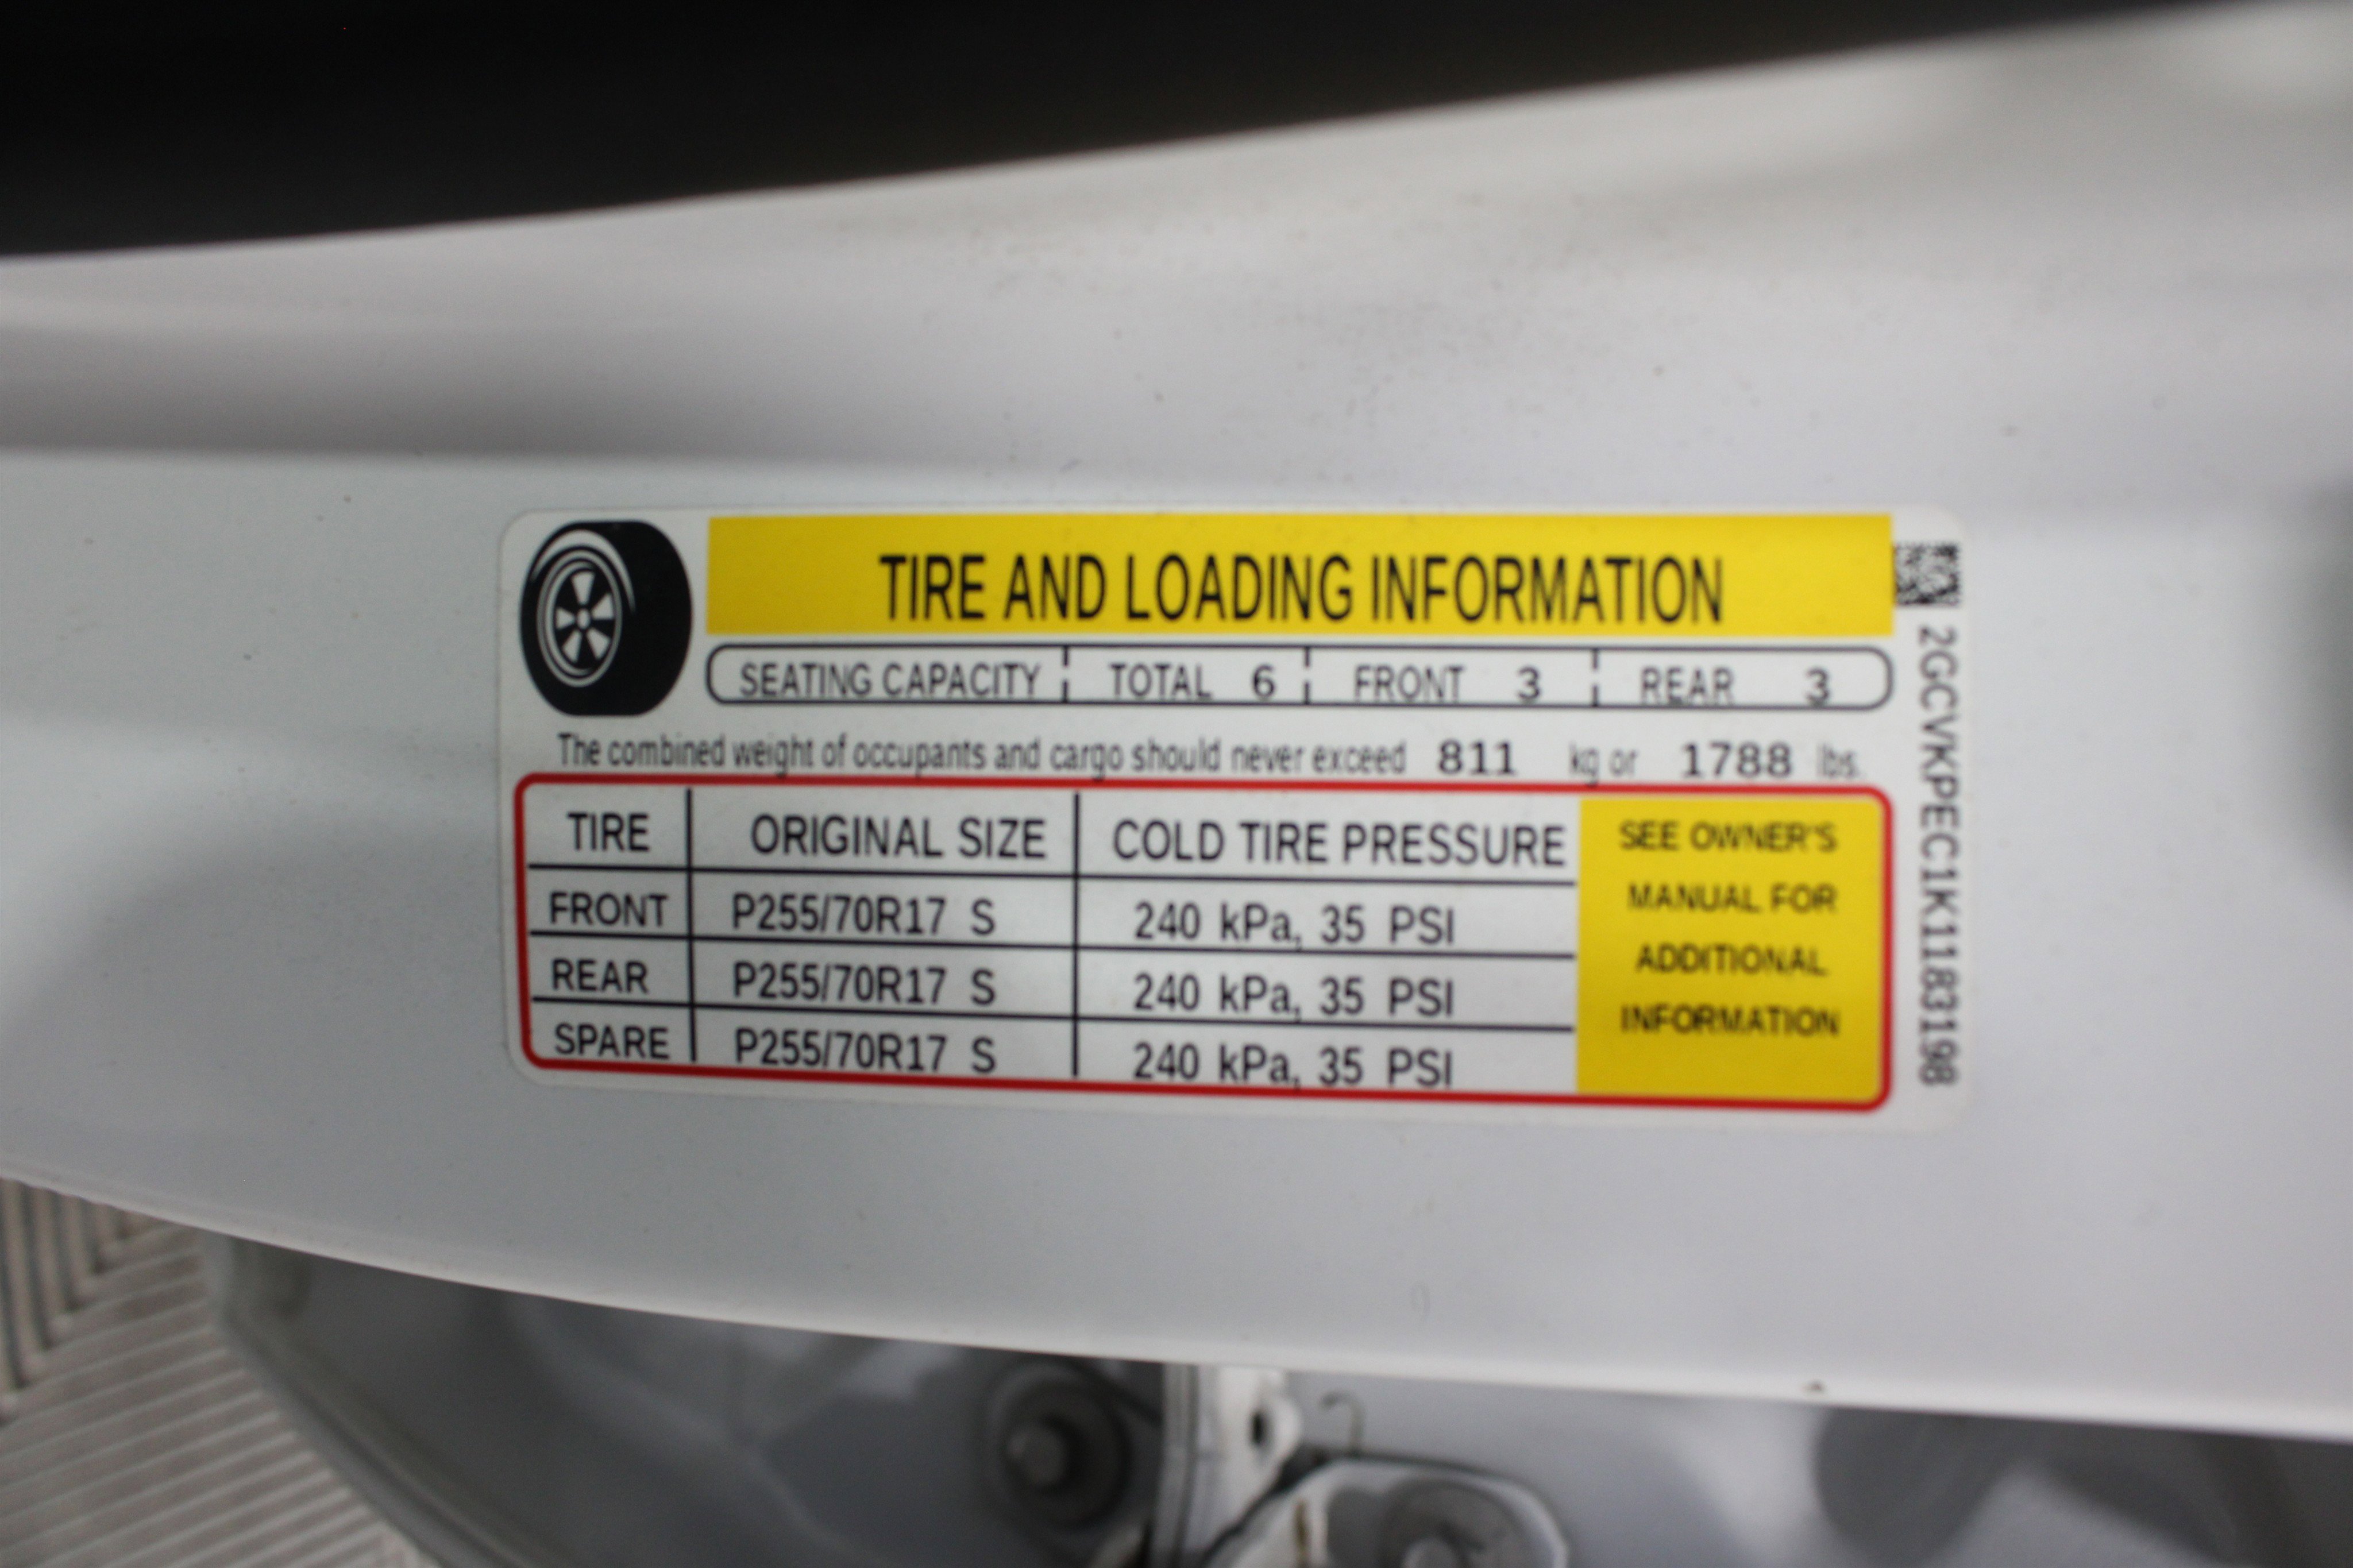 TIRE AND LOADING INFORMATION
SEATING CAPACITY TOTAL 6 FRONT 3 REAR 3
The combined weight of occupants and cargo should never exceed 811 kg or 1788 lbs.
TIRE ORIGINAL SIZE COLD TIRE PRESSURE
FRONT P255/70R17 S 240 kPa, 35 PSI
REAR P255/70R17 S 240 kPa, 35 PSI
SPARE P255/70R17 S 240 kPa, 35 PSI
SEE OWNER'S
MANUAL FOR
ADDITIONAL
INFORMATION
2GCVKPEC1K1183198